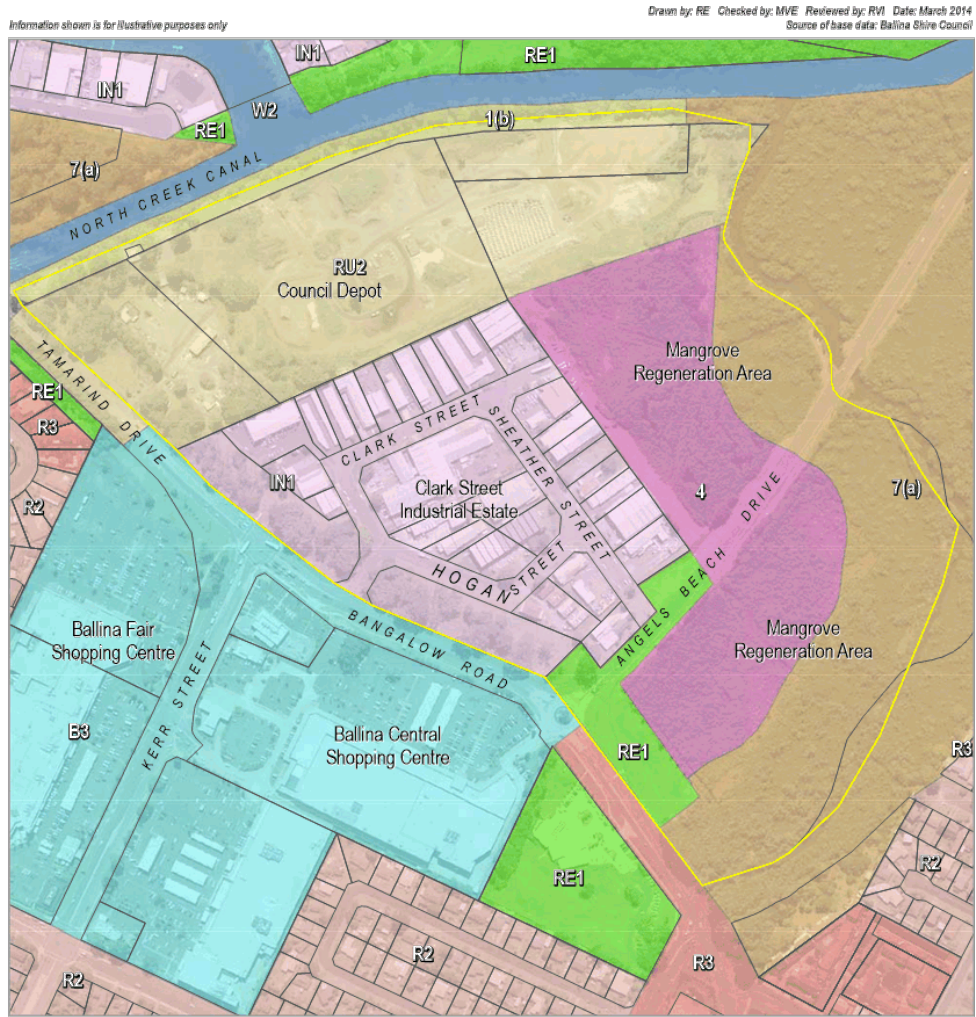 Drawn by: RE Checked by: MVE Reviewed by: RVI Date: March 2014
Information shown is for illustrative purposes only
Source of base data: Ballina Shire Council
IN1
RE1
IN1
W2
1(b)
RE1
7(a)
NORTH CREEK CANAL
RU2
Council Depot
Mangrove
Regeneration Area
TAMARIND DRIVE
RE1
R3
CLARK STREET
SHEATHER STREET
IN1
Clark Street
Industrial Estate
4
7(a)
R2
ANGELS BEACH DRIVE
HOGAN STREET
BANGALOW ROAD
Ballina Fair
Shopping Centre
Mangrove
Regeneration Area
KERR STREET
B3
Ballina Central
Shopping Centre
RE1
R3
RE1
R2
R2
R3
R2